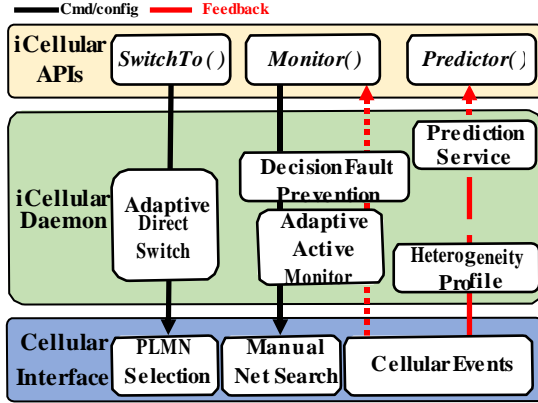 Cmd/config Feedback
iCellular
APIs
SwitchTo()
Monitor()
Predictor()
iCellular
Daemon
Adaptive
Direct
Switch
Decision Fault
Prevention
Adaptive
Active
Monitor
Prediction
Service
Heterogeneity
Profile
Cellular
Interface
PLMN
Selection
Manual
Net Search
Cellular Events